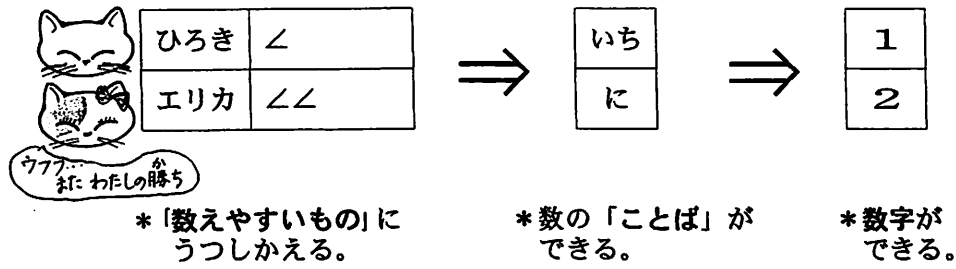 ひろき ∠ ⇒ いち ⇒ 1
エリカ ∠∠ に 2
ウフフ…
また わたしの勝ち
か
*「数えやすいもの」に
うつしかえる。
*数の「ことば」が
できる。
*数字が
できる。